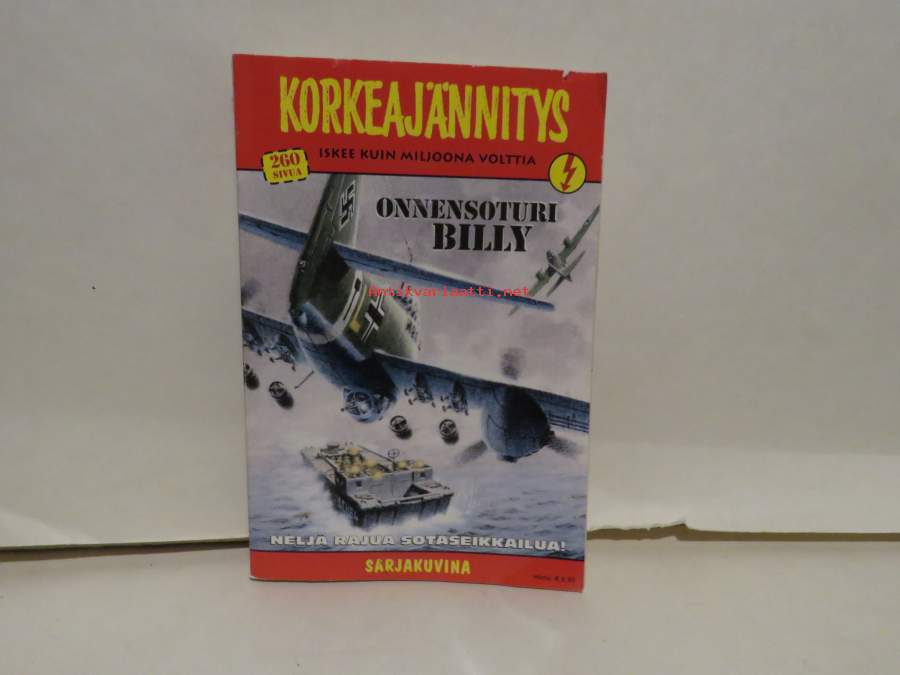 KORKEAJÄNNITYS
ISKEE KUIN MILJOONA VOLTTIA
260
SIVUA
ONNENSOTURI
BILLY
antikvariaatti.net
NELJÄ RAJUA SOTASEIKKAILUA!
SARJAKUVINA